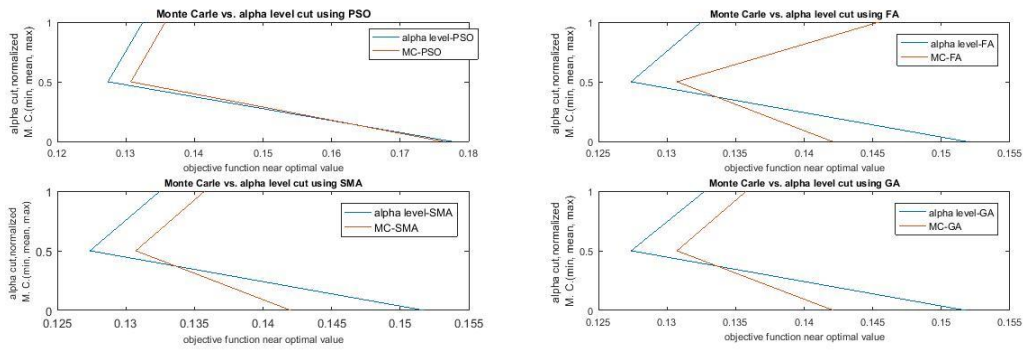 Monte Carle vs. alpha level cut using PSO
alpha cut,normalized
M. C.(min, mean, max)
1
0.5
0
alpha level-PSO
MC-PSO
0.12 0.13 0.14 0.15 0.16 0.17 0.18
objective function near optimal value
Monte Carle vs. alpha level cut using FA
alpha cut,normalized
M. C.(min, mean, max)
1
0.5
0
alpha level-FA
MC-FA
0.125 0.13 0.135 0.14 0.145 0.15 0.155
objective function near optimal value
Monte Carle vs. alpha level cut using SMA
alpha cut,normalized
M. C.(min, mean, max)
1
0.5
0
alpha level-SMA
MC-SMA
0.125 0.13 0.135 0.14 0.145 0.15 0.155
objective function near optimal value
Monte Carle vs. alpha level cut using GA
alpha cut,normalized
M. C.(min, mean, max)
1
0.5
0
alpha level-GA
MC-GA
0.125 0.13 0.135 0.14 0.145 0.15 0.155
objective function near optimal value